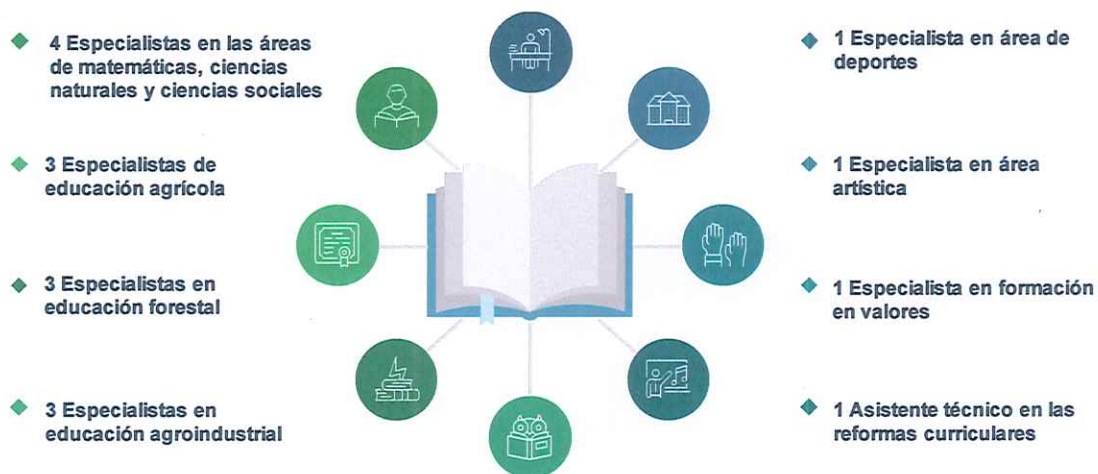 4 Especialistas en las áreas
de matemáticas, ciencias
naturales y ciencias sociales
3 Especialistas de
educación agrícola
3 Especialistas en
educación forestal
3 Especialistas en
educación agroindustrial
1 Especialista en área de
deportes
1 Especialista en área
artística
1 Especialista en formación
en valores
1 Asistente técnico en las
reformas curriculares